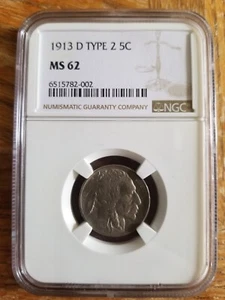 1913 D TYPE 2 5C
MS 62
6515782-002
NUMISMATIC GUARANTY COMPANY
NGC